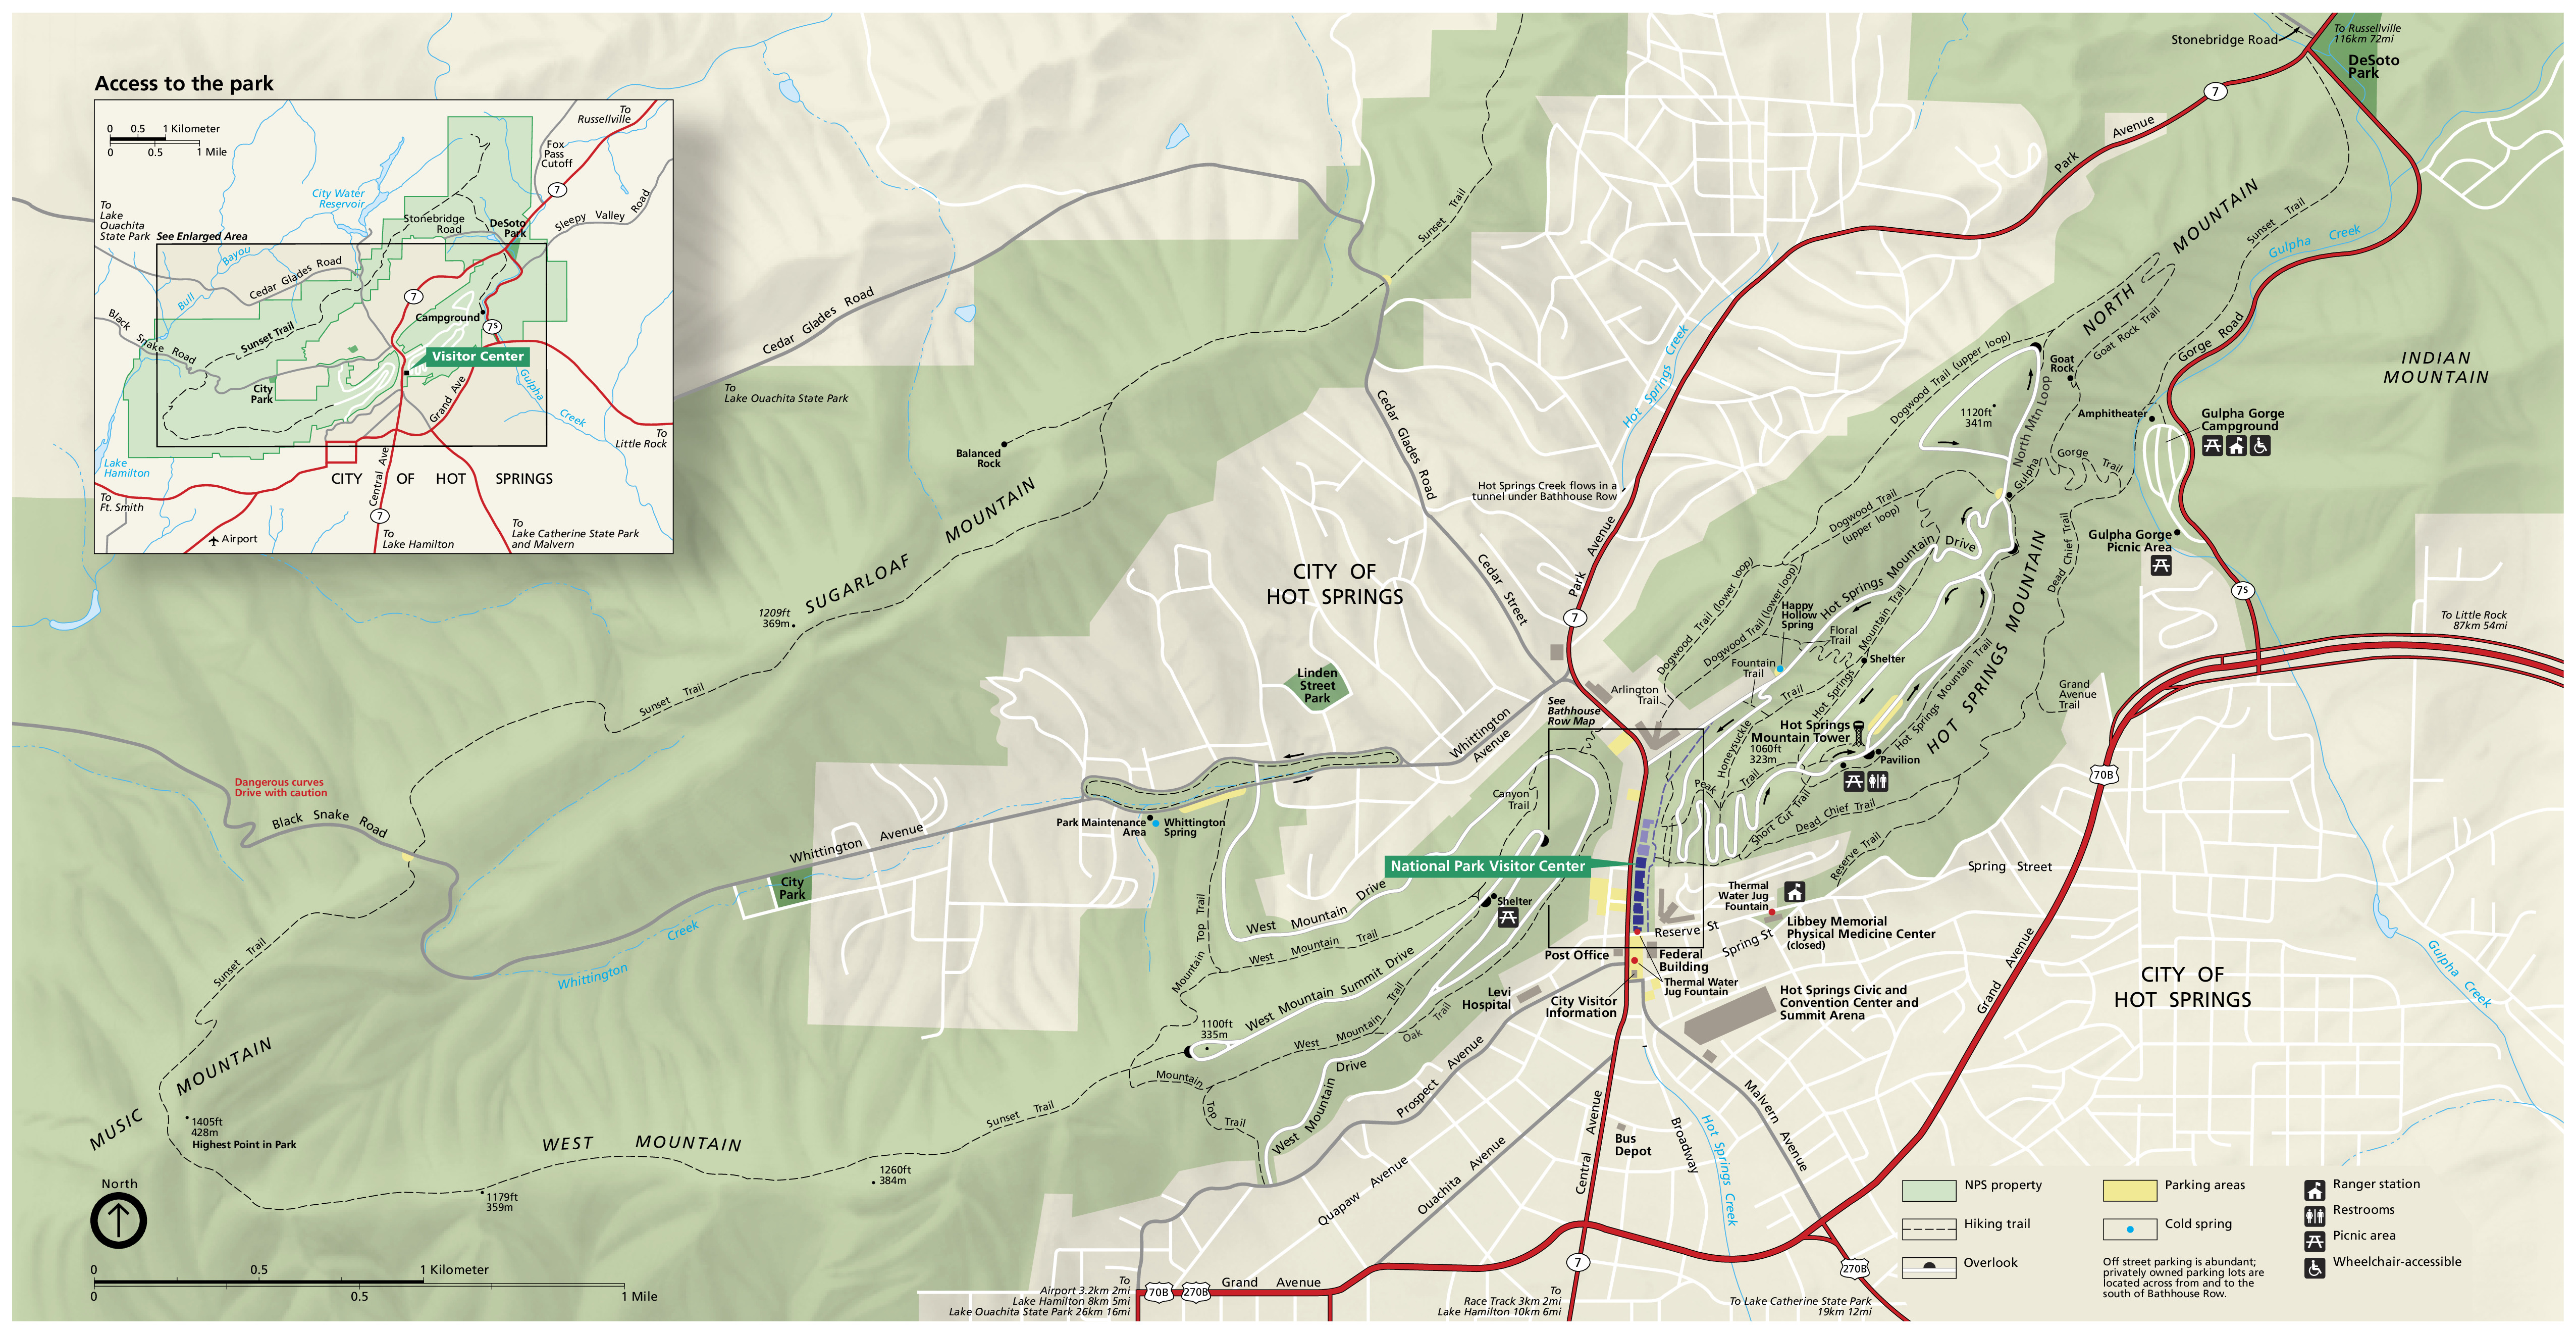 Access to the park
0 0.5 1 Kilometer
0 0.5 1 Mile
To
Russellville
Fox
Pass
Cutoff
7
City Water
Reservoir
Sleepy Valley Road
To
Lake
Ouachita
State Park
See Enlarged Area
Stonebridge
Road
DeSoto
Park
Bull Bayou
Cedar Glades Road
7
Campground
7S
Black Snake Road
Sunset Trail
Visitor Center
City
Park
Grand Ave
Gulpha Creek
To
Little Rock
Lake
Hamilton
To
Ft. Smith
CITY OF HOT SPRINGS
Central Ave
7
Airport
To
Lake Hamilton
To
Lake Catherine State Park
and Malvern
Stonebridge Road
To Russellville
116km 72mi
DeSoto
Park
7
Park Avenue
Sunset Trail
NORTH MOUNTAIN
Sunset Trail
Gulpha Creek
Cedar Glades Road
To
Lake Ouachita State Park
Hot Springs Creek
Dogwood Trail (upper loop)
Goat
Rock
Goat Rock Trail
Gorge Road
INDIAN
MOUNTAIN
1120ft
341m
North Mtn Loop
Amphitheater
Gulpha Gorge
Campground
Balanced
Rock
Cedar Glades Road
Hot Springs Creek flows in a
tunnel under Bathhouse Row
Gulpha Gorge Trail
Dogwood Trail
(upper loop)
SUGARLOAF MOUNTAIN
Park Avenue
Hot Springs Mountain Drive
Dead Chief Trail
Gulpha Gorge
Picnic Area
CITY OF
HOT SPRINGS
Cedar Street
7
Dogwood Trail (lower loop)
Dogwood Trail (lower loop)
Happy
Hollow
Spring
Floral
Trail
Hot Springs Mountain Trail
Shelter
7S
1209ft
369m
To Little Rock
87km 54mi
HOT SPRINGS MOUNTAIN
Sunset Trail
Linden
Street
Park
Arlington
Trail
Fountain
Trail
Grand
Avenue
Trail
See
Bathhouse
Row Map
Whittington
Avenue
Honeysuckle Trail
Hot Springs
Mountain Tower
1060ft
323m
Hot Springs Mountain Trail
Pavilion
70B
Dangerous curves
Drive with caution
Black Snake Road
Canyon
Trail
Peak Trail
Short Cut Trail
Dead Chief Trail
Park Maintenance
Area
Whittington
Spring
Whittington Avenue
National Park Visitor Center
Reserve Trail
Spring Street
City
Park
West Mountain Drive
Shelter
Thermal
Water Jug
Fountain
Libbey Memorial
Physical Medicine Center
(closed)
Mountain Top Trail
West Mountain Trail
Reserve St
Spring St
Whittington Creek
Sunset Trail
West Mountain Summit Drive
Post Office
Federal
Building
Thermal Water
Jug Fountain
CITY OF
HOT SPRINGS
Gulpha Creek
Grand Avenue
Levi
Hospital
City Visitor
Information
Hot Springs Civic and
Convention Center and
Summit Arena
1100ft
335m
West Mountain Trail
Oak Trail
MUSIC MOUNTAIN
Mountain Top Trail
West Mountain Drive
Prospect Avenue
Malvern Avenue
1405ft
428m
Highest Point in Park
WEST MOUNTAIN
Sunset Trail
Central Avenue
Bus
Depot
Broadway
Hot Springs Creek
1260ft
384m
1179ft
359m
Quapaw Avenue
Ouachita Avenue
North
0 0.5 1 Kilometer
0 0.5 1 Mile
To
Airport 3.2km 2mi
Lake Hamilton 8km 5mi
Lake Ouachita State Park 26km 16mi
70B
270B
Grand Avenue
7
To
Race Track 3km 2mi
Lake Hamilton 10km 6mi
270B
To Lake Catherine State Park
19km 12mi
NPS property
Hiking trail
Overlook
Parking areas
Cold spring
Off street parking is abundant;
privately owned parking lots are
located across from and to the
south of Bathhouse Row.
Ranger station
Restrooms
Picnic area
Wheelchair-accessible